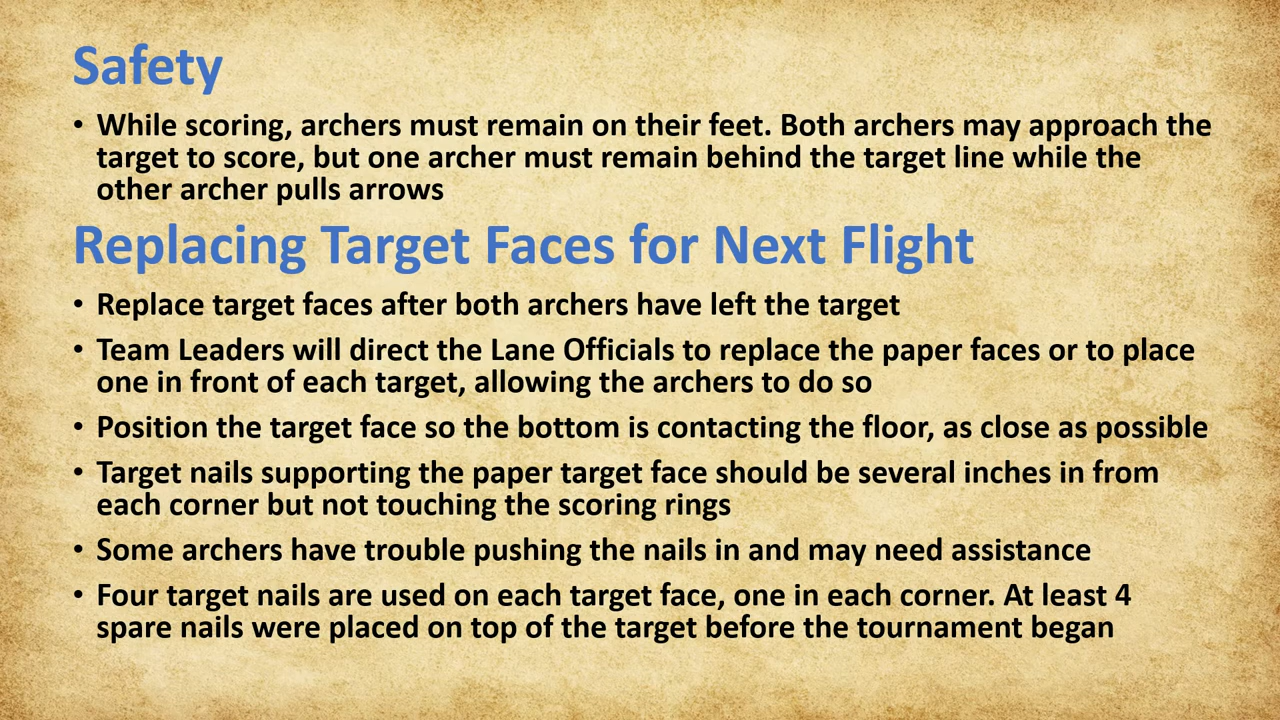 Safety
• While scoring, archers must remain on their feet. Both archers may approach the
target to score, but one archer must remain behind the target line while the
other archer pulls arrows
Replacing Target Faces for Next Flight
• Replace target faces after both archers have left the target
• Team Leaders will direct the Lane Officials to replace the paper faces or to place
one in front of each target, allowing the archers to do so
• Position the target face so the bottom is contacting the floor, as close as possible
• Target nails supporting the paper target face should be several inches in from
each corner but not touching the scoring rings
• Some archers have trouble pushing the nails in and may need assistance
• Four target nails are used on each target face, one in each corner. At least 4
spare nails were placed on top of the target before the tournament began